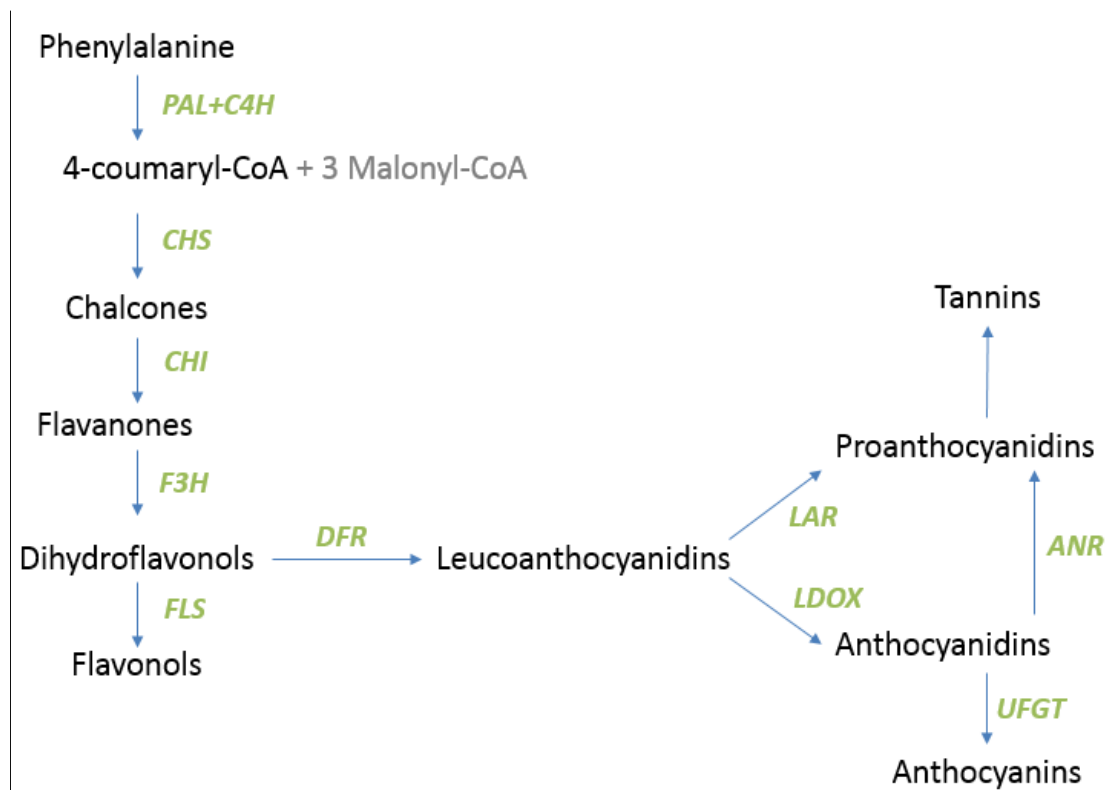 Phenylalanine
PAL+C4H
4-coumaryl-CoA + 3 Malonyl-CoA
CHS
Chalcones
CHI
Flavanones
F3H
Dihydroflavonols
FLS
Flavonols
DFR
Leucoanthocyanidins
LAR
LDOX
Tannins
Proanthocyanidins
ANR
Anthocyanidins
UFGT
Anthocyanins